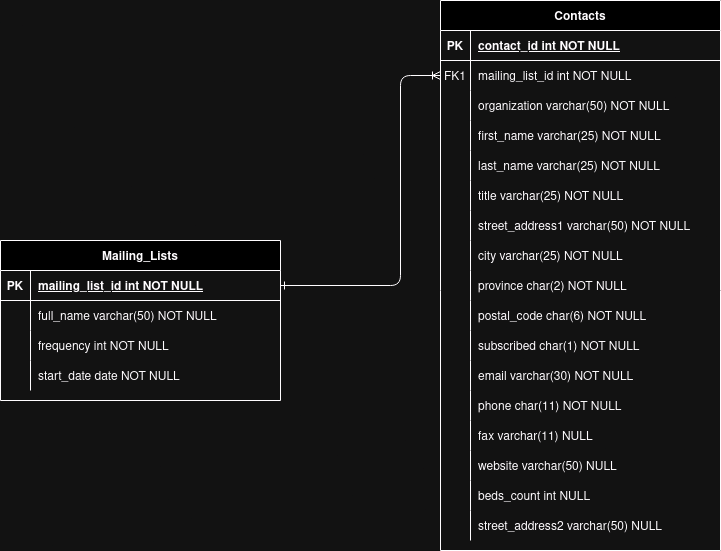 Contacts
PK contact_id int NOT NULL
FK1 mailing_list_id int NOT NULL
organization varchar(50) NOT NULL
first_name varchar(25) NOT NULL
last_name varchar(25) NOT NULL
title varchar(25) NOT NULL
street_address1 varchar(50) NOT NULL
city varchar(25) NOT NULL
province char(2) NOT NULL
postal_code char(6) NOT NULL
subscribed char(1) NOT NULL
email varchar(30) NOT NULL
phone char(11) NOT NULL
fax varchar(11) NULL
website varchar(50) NULL
beds_count int NULL
street_address2 varchar(50) NULL
Mailing_Lists
PK mailing_list_id int NOT NULL
full_name varchar(50) NOT NULL
frequency int NOT NULL
start_date date NOT NULL